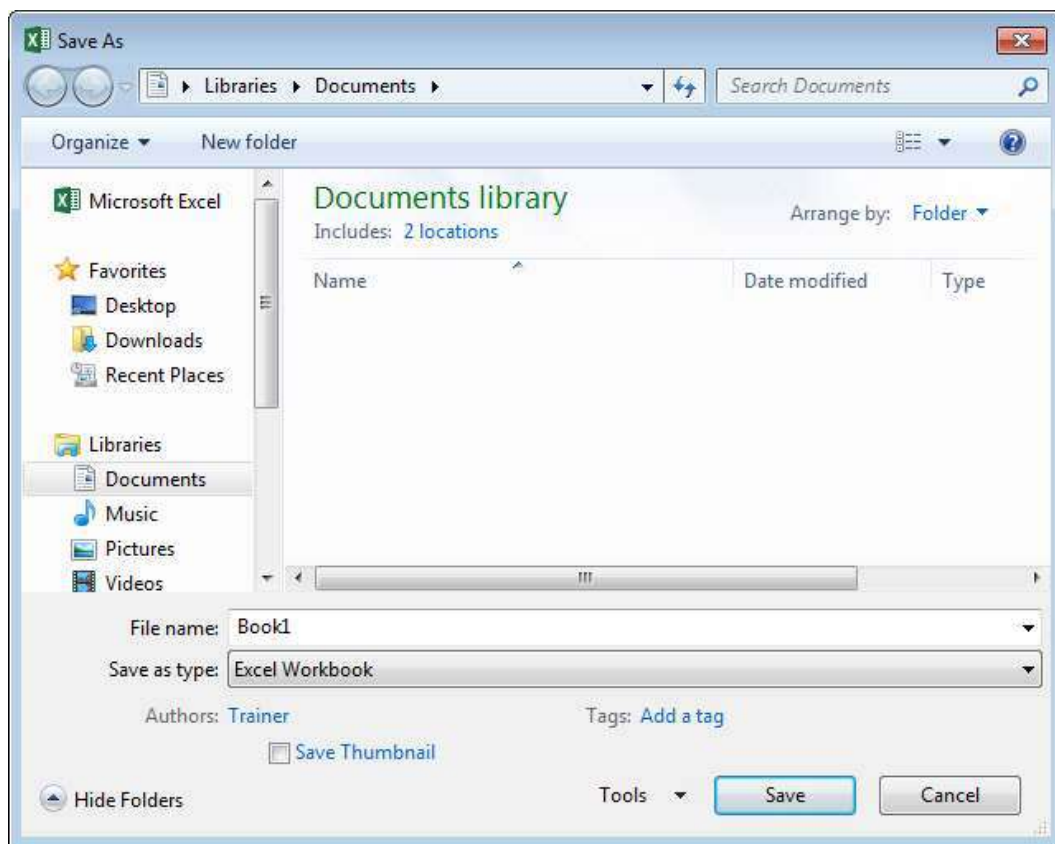 Save As
Libraries Documents
Search Documents
Organize New folder
Microsoft Excel
Favorites
Desktop
Downloads
Recent Places
Libraries
Documents
Music
Pictures
Videos
Documents library
Includes: 2 locations
Arrange by: Folder
Name Date modified Type
File name: Book1
Save as type: Excel Workbook
Authors: Trainer Tags: Add a tag
Save Thumbnail
Hide Folders Tools Save Cancel